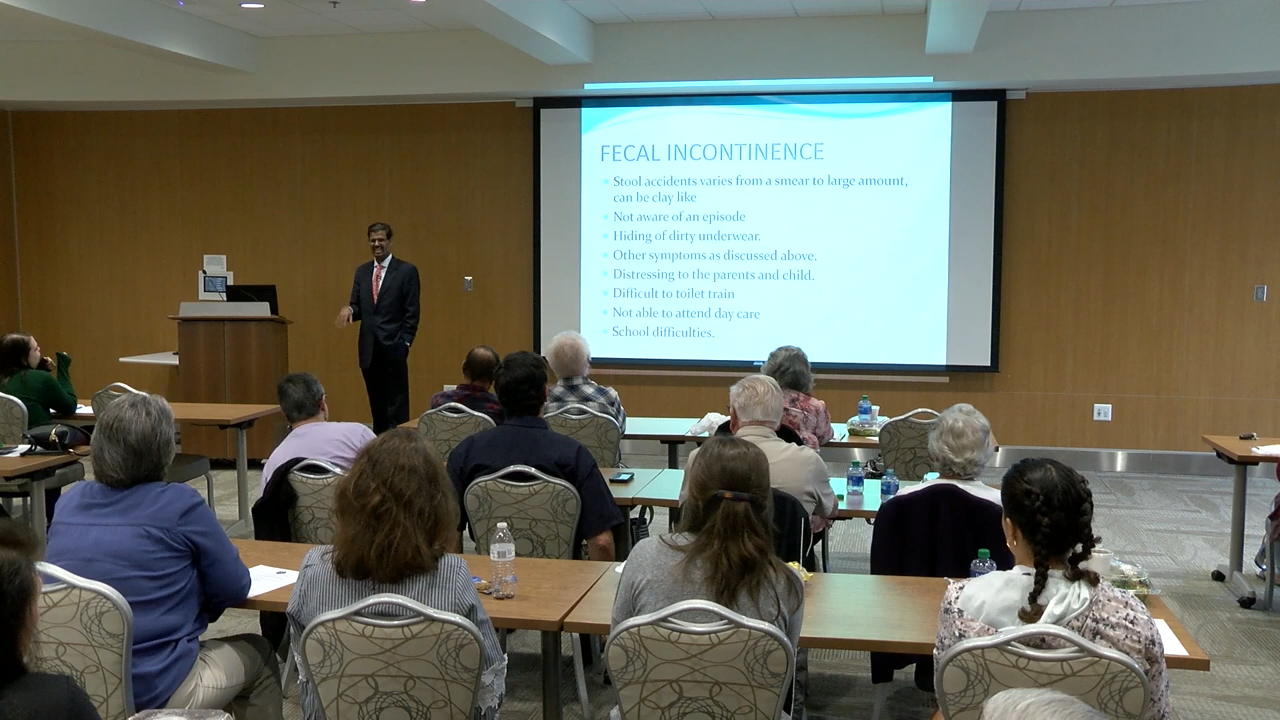 FECAL INCONTINENCE
Stool accidents varies from a smear to large amount,
can be clay like
Not aware of an episode
Hiding of dirty underwear.
Other symptoms as discussed above.
Distressing to the parents and child.
Difficult to toilet train
Not able to attend day care
School difficulties.